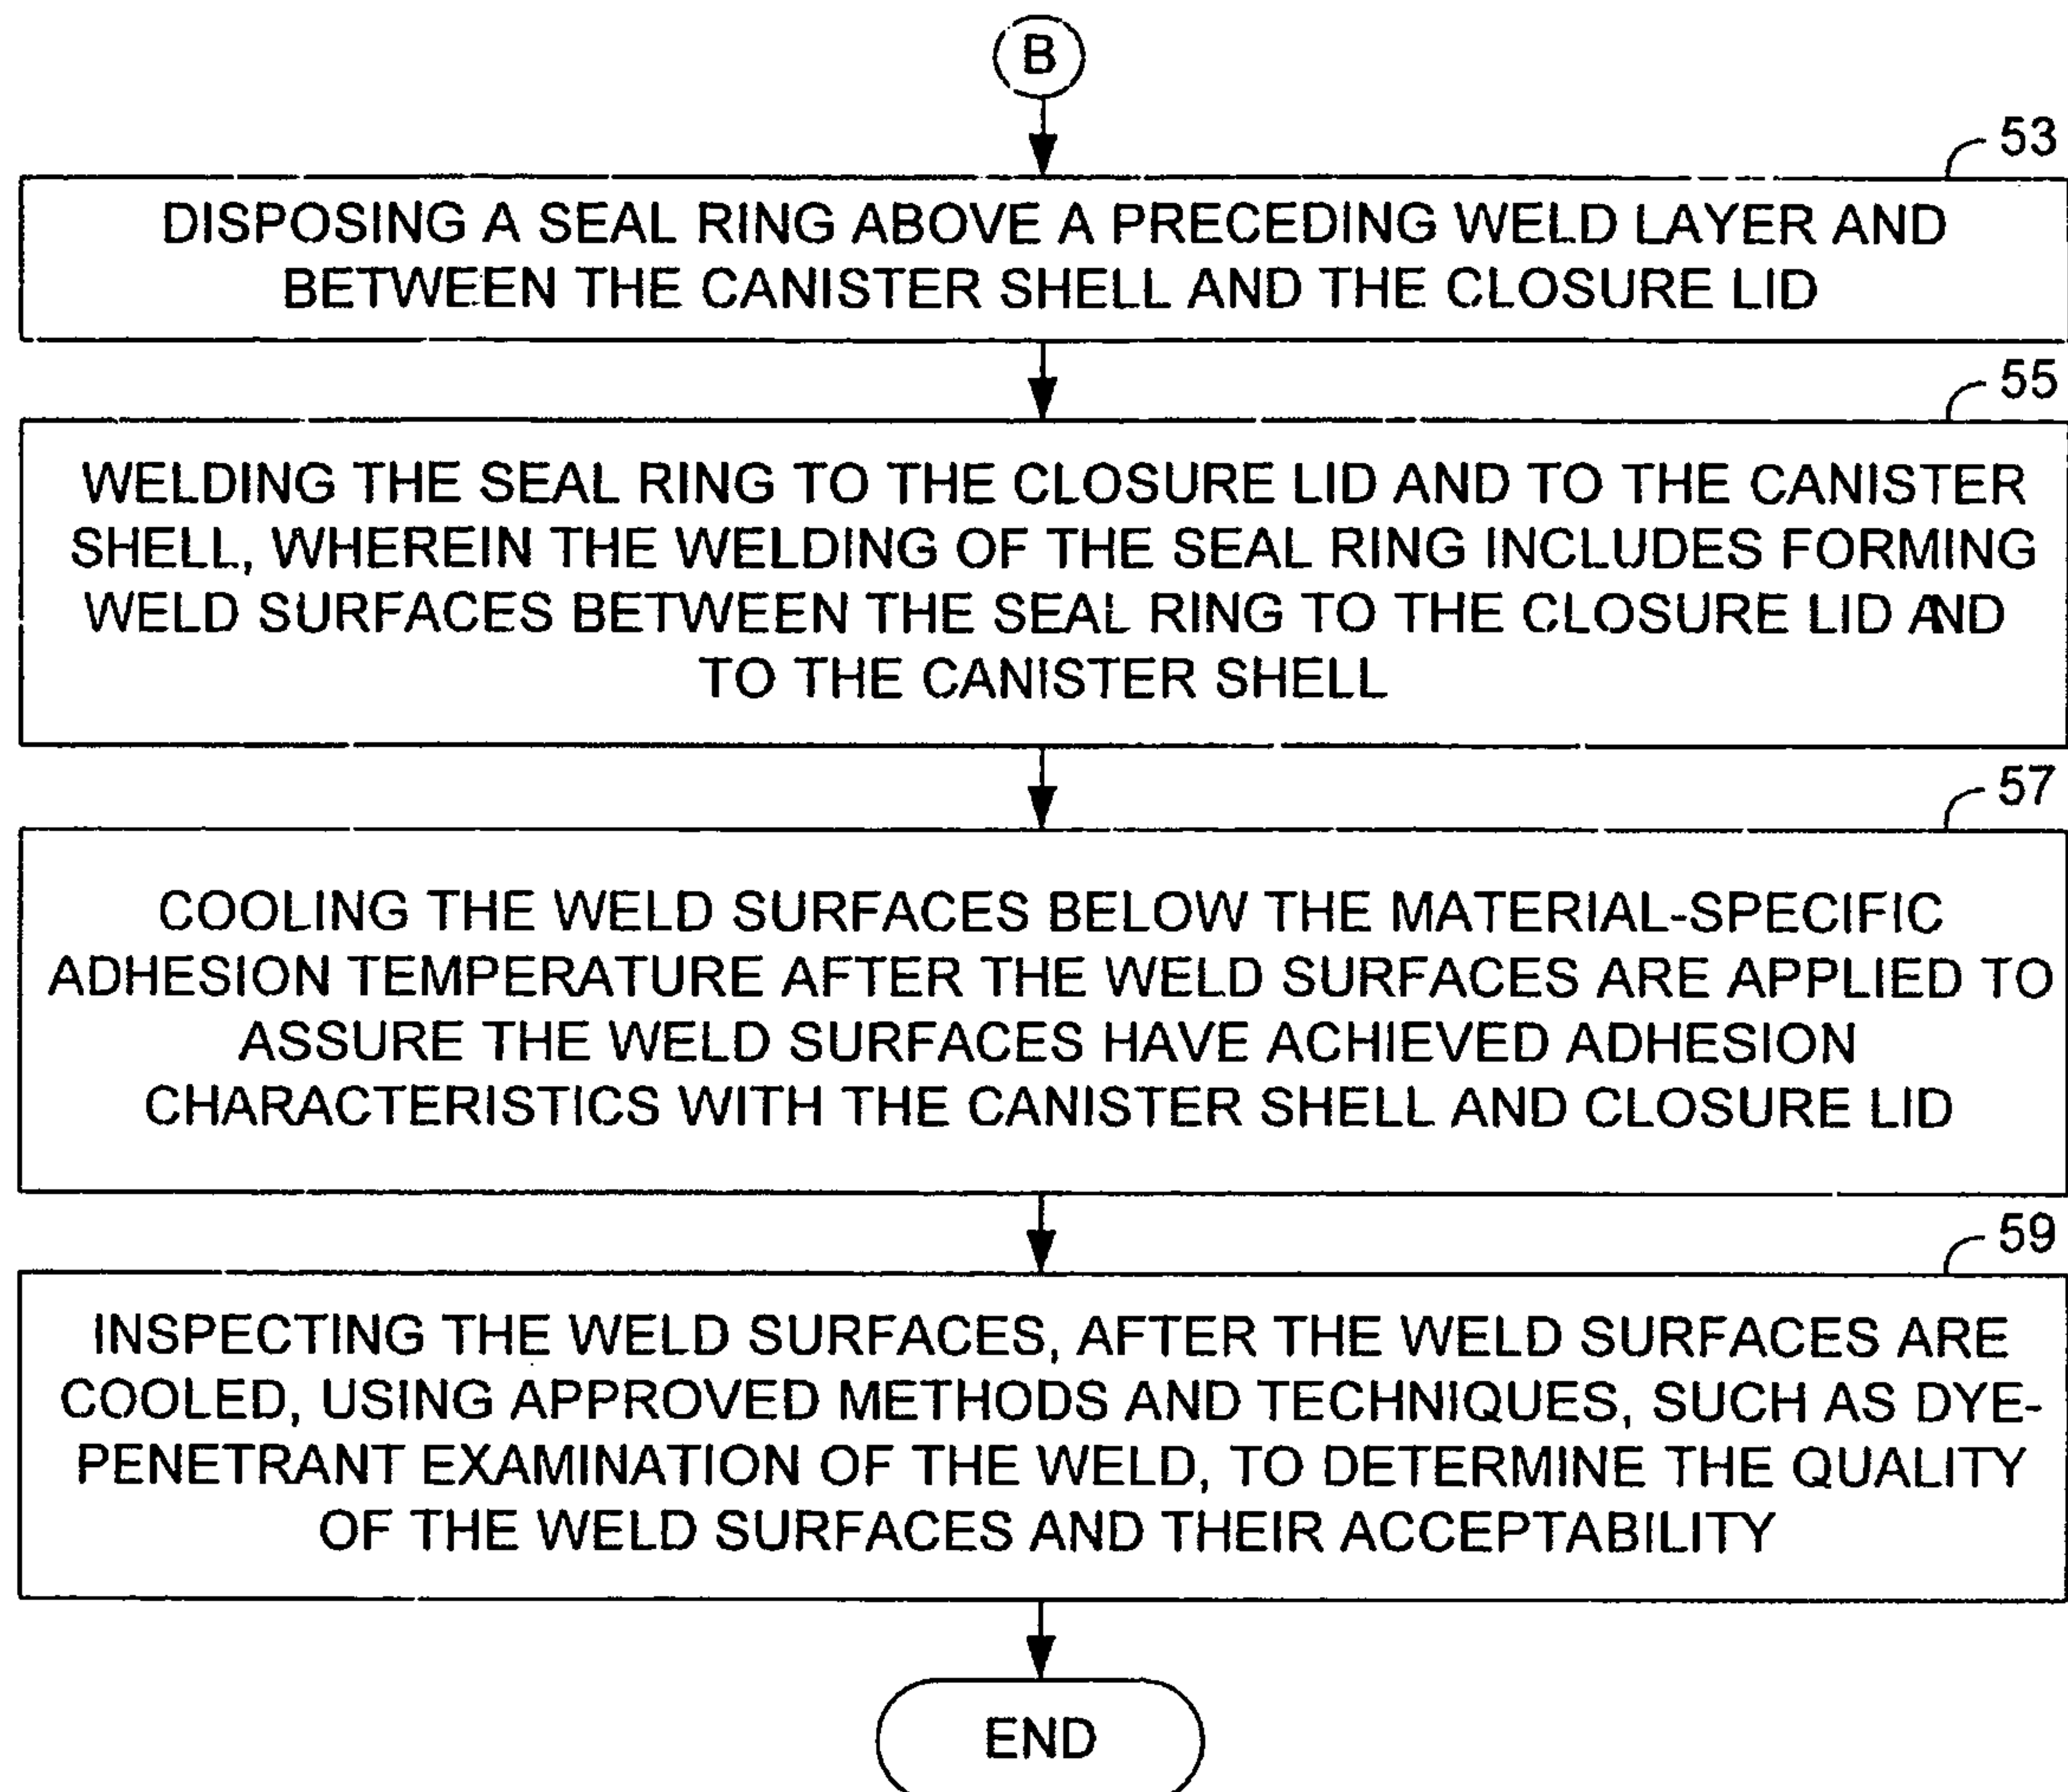 B
53
DISPOSING A SEAL RING ABOVE A PRECEDING WELD LAYER AND
BETWEEN THE CANISTER SHELL AND THE CLOSURE LID
55
WELDING THE SEAL RING TO THE CLOSURE LID AND TO THE CANISTER
SHELL, WHEREIN THE WELDING OF THE SEAL RING INCLUDES FORMING
WELD SURFACES BETWEEN THE SEAL RING TO THE CLOSURE LID AND
TO THE CANISTER SHELL
57
COOLING THE WELD SURFACES BELOW THE MATERIAL-SPECIFIC
ADHESION TEMPERATURE AFTER THE WELD SURFACES ARE APPLIED TO
ASSURE THE WELD SURFACES HAVE ACHIEVED ADHESION
CHARACTERISTICS WITH THE CANISTER SHELL AND CLOSURE LID
59
INSPECTING THE WELD SURFACES, AFTER THE WELD SURFACES ARE
COOLED, USING APPROVED METHODS AND TECHNIQUES, SUCH AS DYE-
PENETRANT EXAMINATION OF THE WELD, TO DETERMINE THE QUALITY
OF THE WELD SURFACES AND THEIR ACCEPTABILITY
END